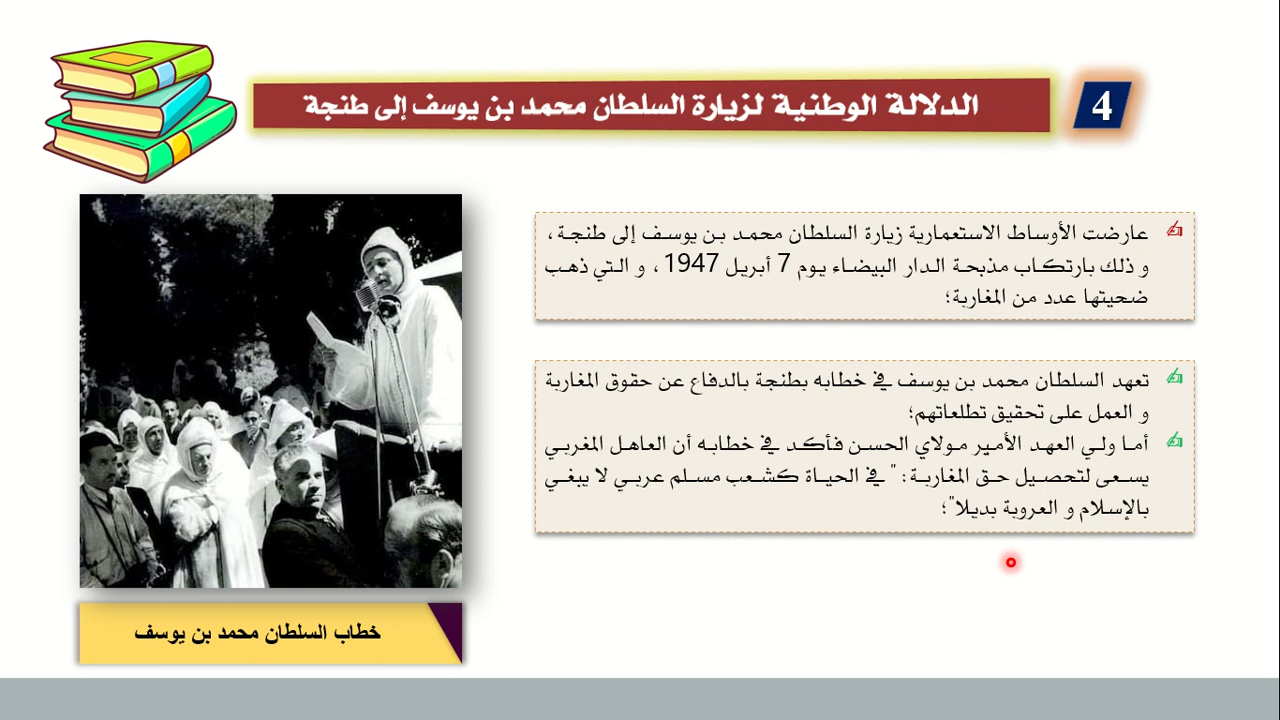 4
الدلالة الوطنية لزيارة السلطان محمد بن يوسف إلى طنجة
عارضت الأوساط الاستعمارية زيارة السلطان محمد بن يوسف إلى طنجة،
و ذلك بارتكاب مذبحة الدار البيضاء يوم 7 أبريل 1947 ، و التي ذهب
ضحيتها عدد من المغاربة؛
تعهد السلطان محمد بن يوسف في خطابه بطنجة بالدفاع عن حقوق المغاربة
و العمل على تحقيق تطلعاتهم؛
أما ولي العهد الأمير مولاي الحسن فأكد في خطابه أن العاهل المغربي
يسعى لتحصيل حق المغاربة: " في الحياة كشعب مسلم عربي لا يبغي
بالإسلام و العروبة بديلا"؛
خطاب السلطان محمد بن يوسف